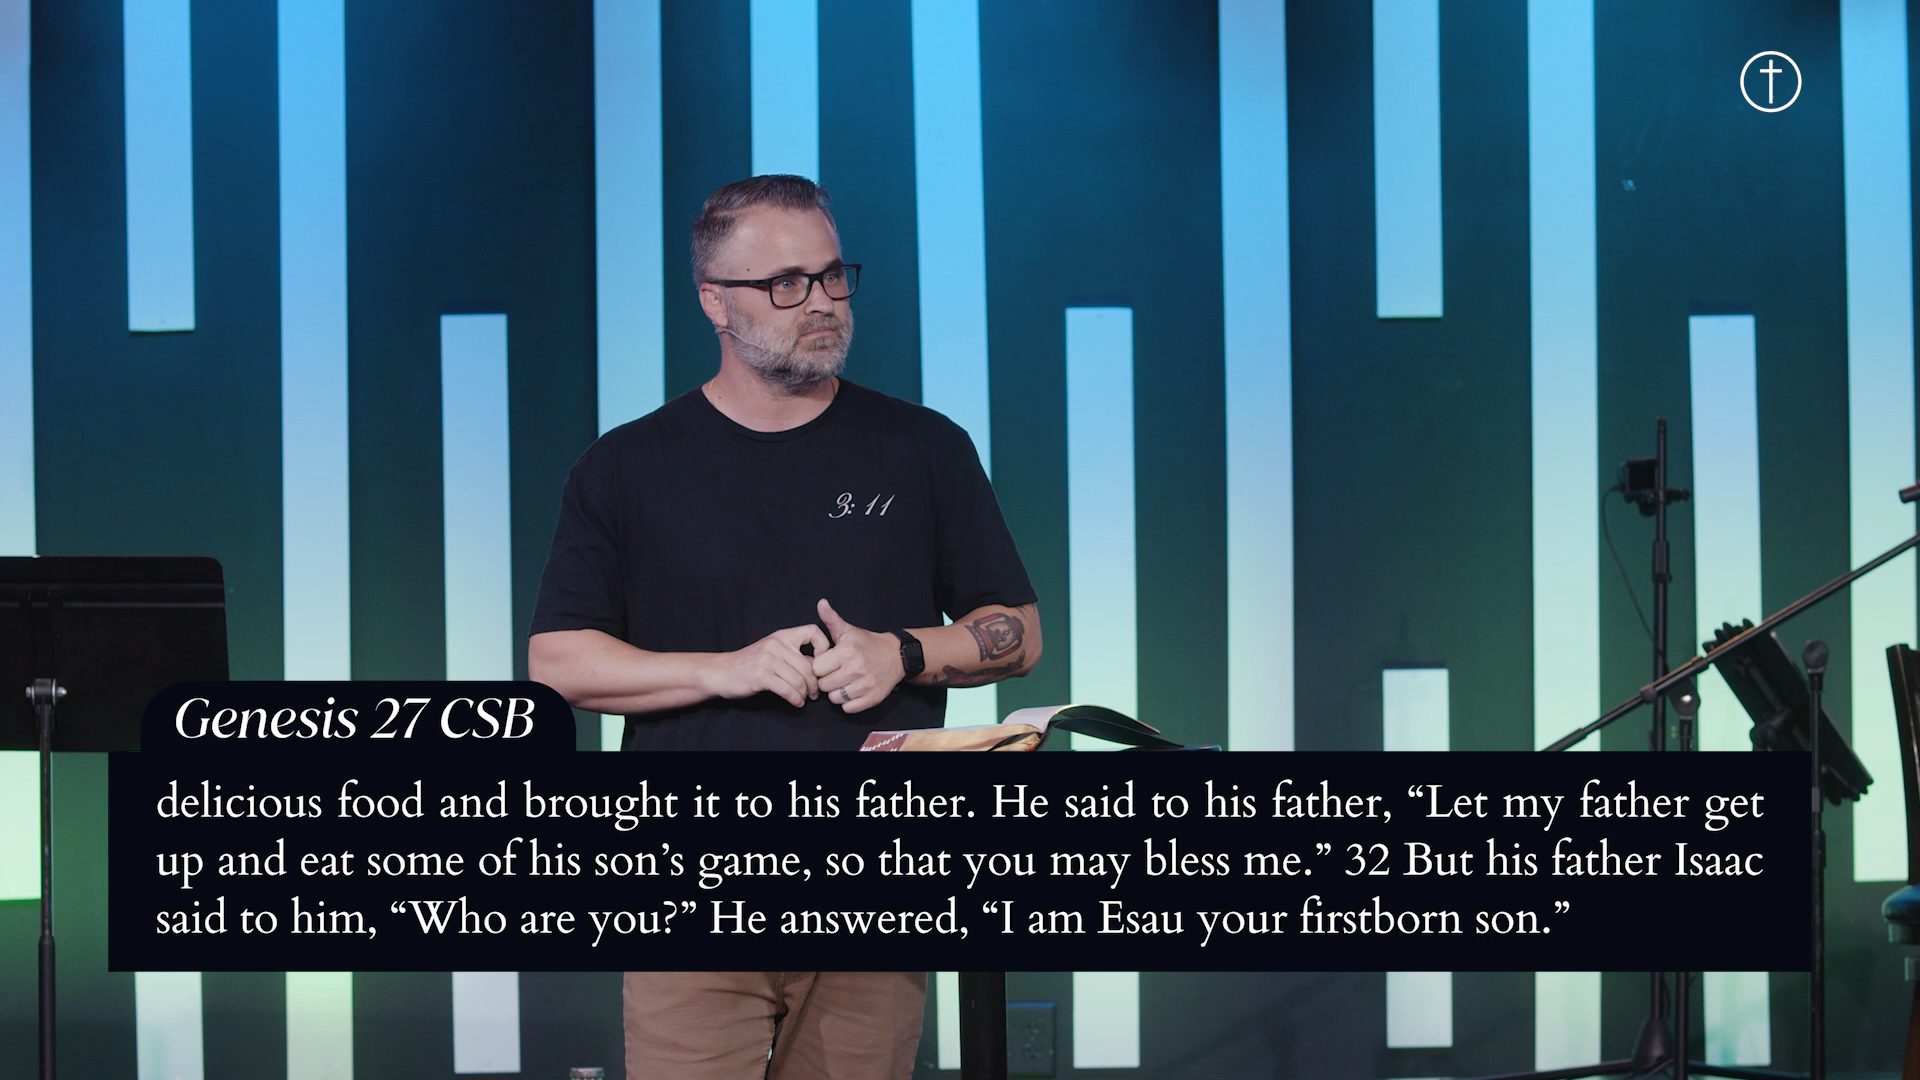 3:11
Genesis 27 CSB
delicious food and brought it to his father. He said to his father, “Let my father get
up and eat some of his son’s game, so that you may bless me.” 32 But his father Isaac
said to him, “Who are you?” He answered, “I am Esau your firstborn son.”